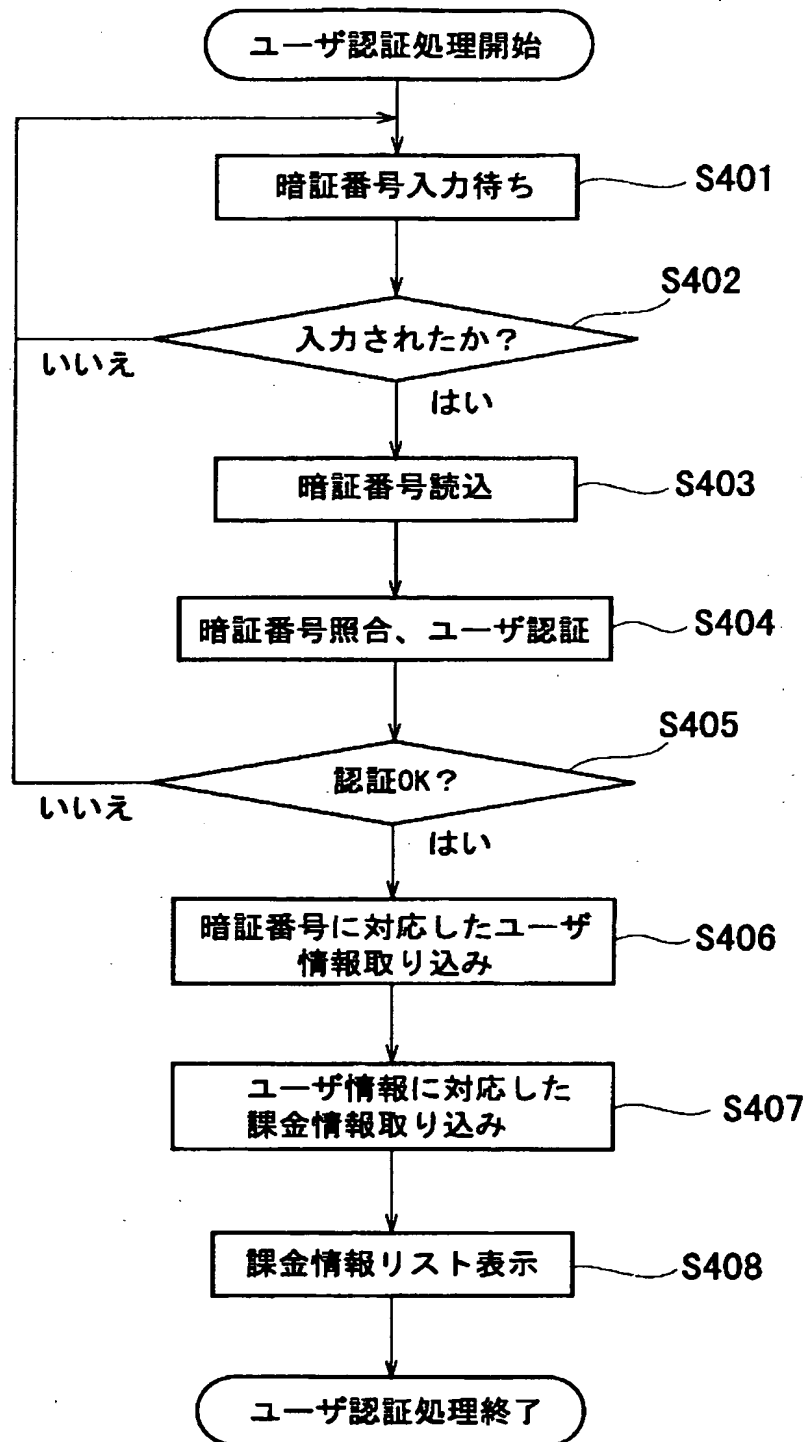 ユーザ認証処理開始
暗証番号入力待ち
S401
S402
入力されたか?
いいえ
はい
暗証番号読込
S403
暗証番号照合、ユーザ認証
S404
S405
認証OK?
いいえ
はい
暗証番号に対応したユーザ
情報取り込み
S406
ユーザ情報に対応した
課金情報取り込み
S407
課金情報リスト表示
S408
ユーザ認証処理終了